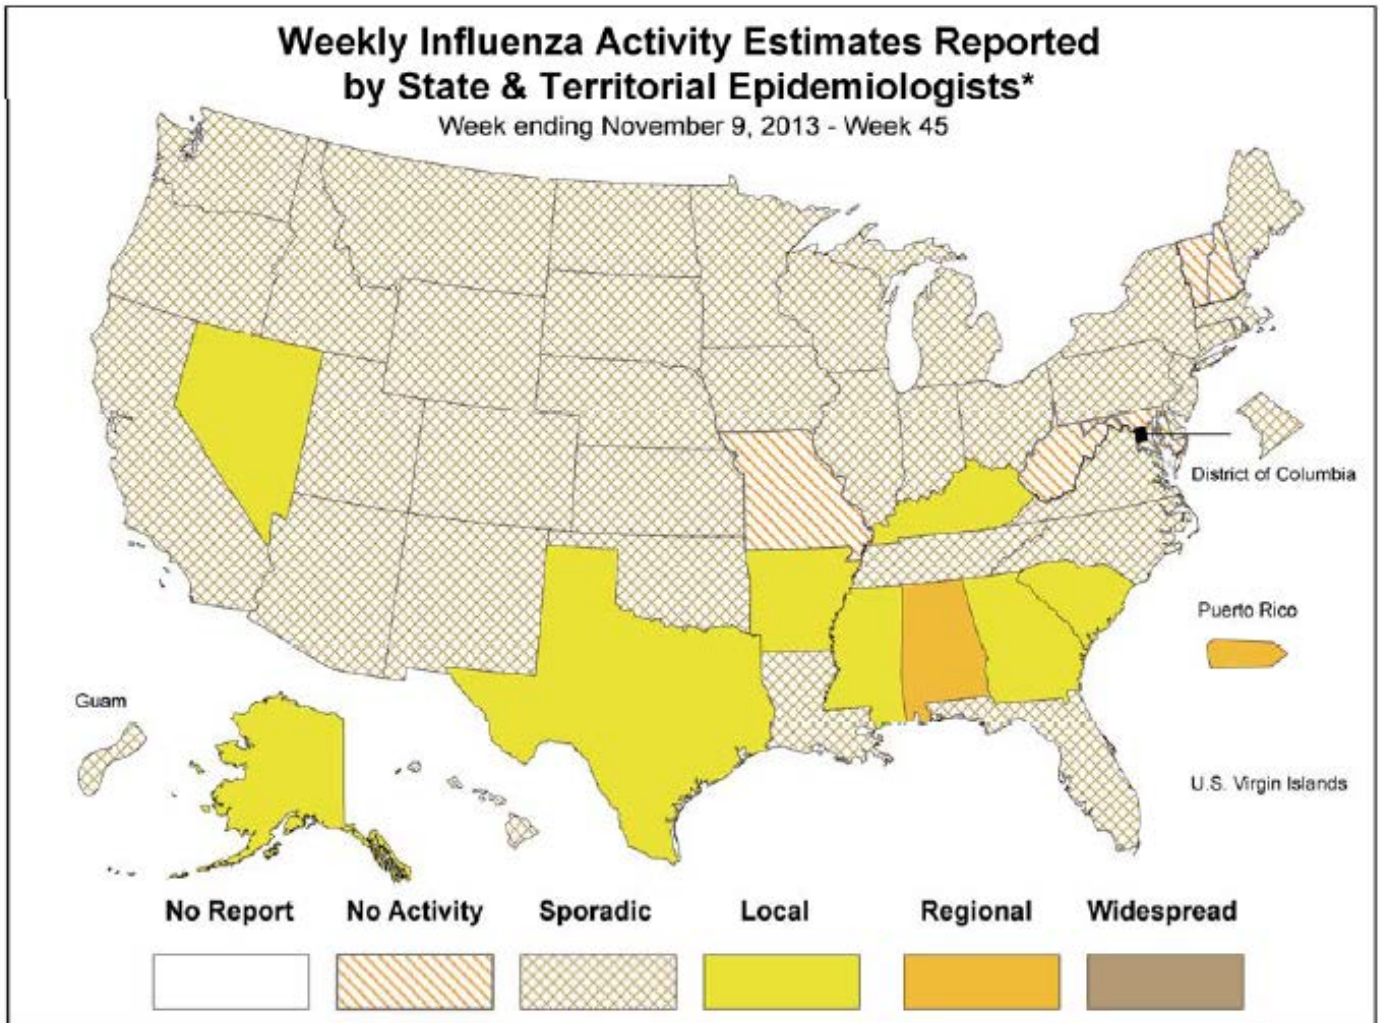 Weekly Influenza Activity Estimates Reported
by State & Territorial Epidemiologists*
Week ending November 9, 2013 - Week 45
District of Columbia
Puerto Rico
Guam
U.S. Virgin Islands
No Report No Activity Sporadic Local Regional Widespread